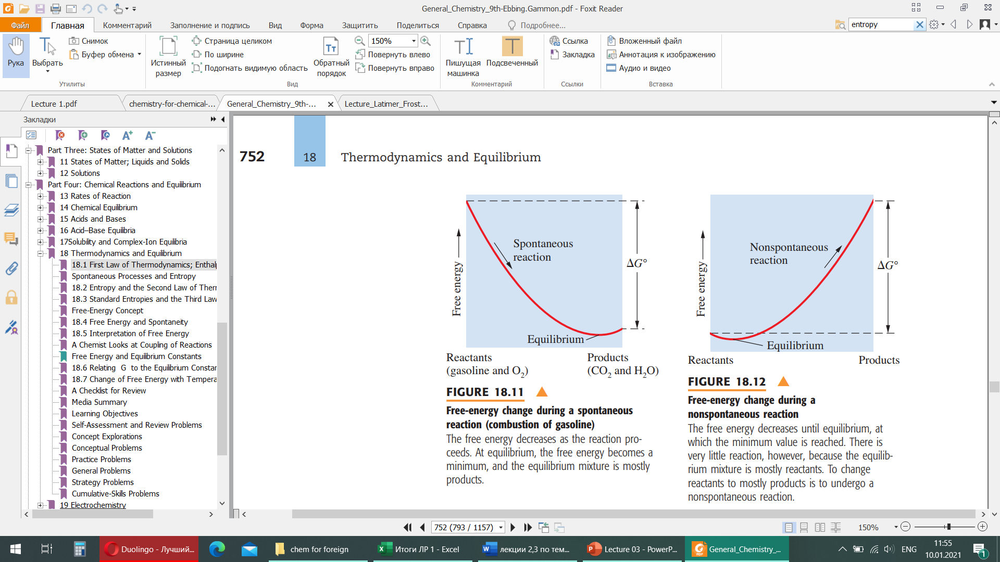 General_Chemistry_9th-Ebbing.Gammon.pdf - Foxit Reader
Файл
Главная
Комментарий
Заполнение и подпись
Вид
Форма
Защитить
Поделиться
Справка
Подробнее...
entropy
Рука
Выбрать
Снимок
Буфер обмена
Утилиты
Истинный
размер
Страница целиком
По ширине
Подогнать видимую область
Обратный
порядок
150%
Повернуть влево
Повернуть вправо
Вид
Пишущая
машинка
Подсвеченный
Комментарий
Ссылка
Закладка
Ссылки
Вложенный файл
Аннотация к изображению
Аудио и видео
Вставка
Lecture 1.pdf
chemistry-for-chemical-...
General_Chemistry_9th-...
Lecture_Latimer_Frost...
Закладки
Part Three: States of Matter and Solutions
11 States of Matter; Liquids and Solids
12 Solutions
Part Four: Chemical Reactions and Equilibrium
13 Rates of Reaction
14 Chemical Equilibrium
15 Acids and Bases
16 Acid–Base Equilibria
17Solubility and Complex-Ion Equilibria
18 Thermodynamics and Equilibrium
18.1 First Law of Thermodynamics; Enthalp
Spontaneous Processes and Entropy
18.2 Entropy and the Second Law of Ther
18.3 Standard Entropies and the Third Law
Free-Energy Concept
18.4 Free Energy and Spontaneity
18.5 Interpretation of Free Energy
A Chemist Looks at Coupling of Reactions
Free Energy and Equilibrium Constants
18.6 Relating G to the Equilibrium Constan
18.7 Change of Free Energy with Tempera
A Checklist for Review
Media Summary
Learning Objectives
Self-Assessment and Review Problems
Concept Explorations
Conceptual Problems
Practice Problems
General Problems
Strategy Problems
Cumulative-Skills Problems
19 Electrochemistry
752
18
Thermodynamics and Equilibrium
Free energy
Spontaneous
reaction
ΔG°
Equilibrium
Reactants
(gasoline and O₂)
Products
(CO₂ and H₂O)
FIGURE 18.11
Free-energy change during a spontaneous
reaction (combustion of gasoline)
The free energy decreases as the reaction pro-
ceeds. At equilibrium, the free energy becomes a
minimum, and the equilibrium mixture is mostly
products.
Free energy
Nonspontaneous
reaction
ΔG°
Equilibrium
Reactants
Products
FIGURE 18.12
Free-energy change during a
nonspontaneous reaction
The free energy decreases until equilibrium, at
which the minimum value is reached. There is
very little reaction, however, because the equilib-
rium mixture is mostly reactants. To change
reactants to mostly products is to undergo a
nonspontaneous reaction.
752 (793 / 1157)
150%
Duolingo - Лучший...
chem for foreign
Итоги ЛР 1 - Excel
лекции 2,3 по тем...
Lecture 03 - PowerP...
General_Chemistry_...
ENG
11:55
10.01.2021
1